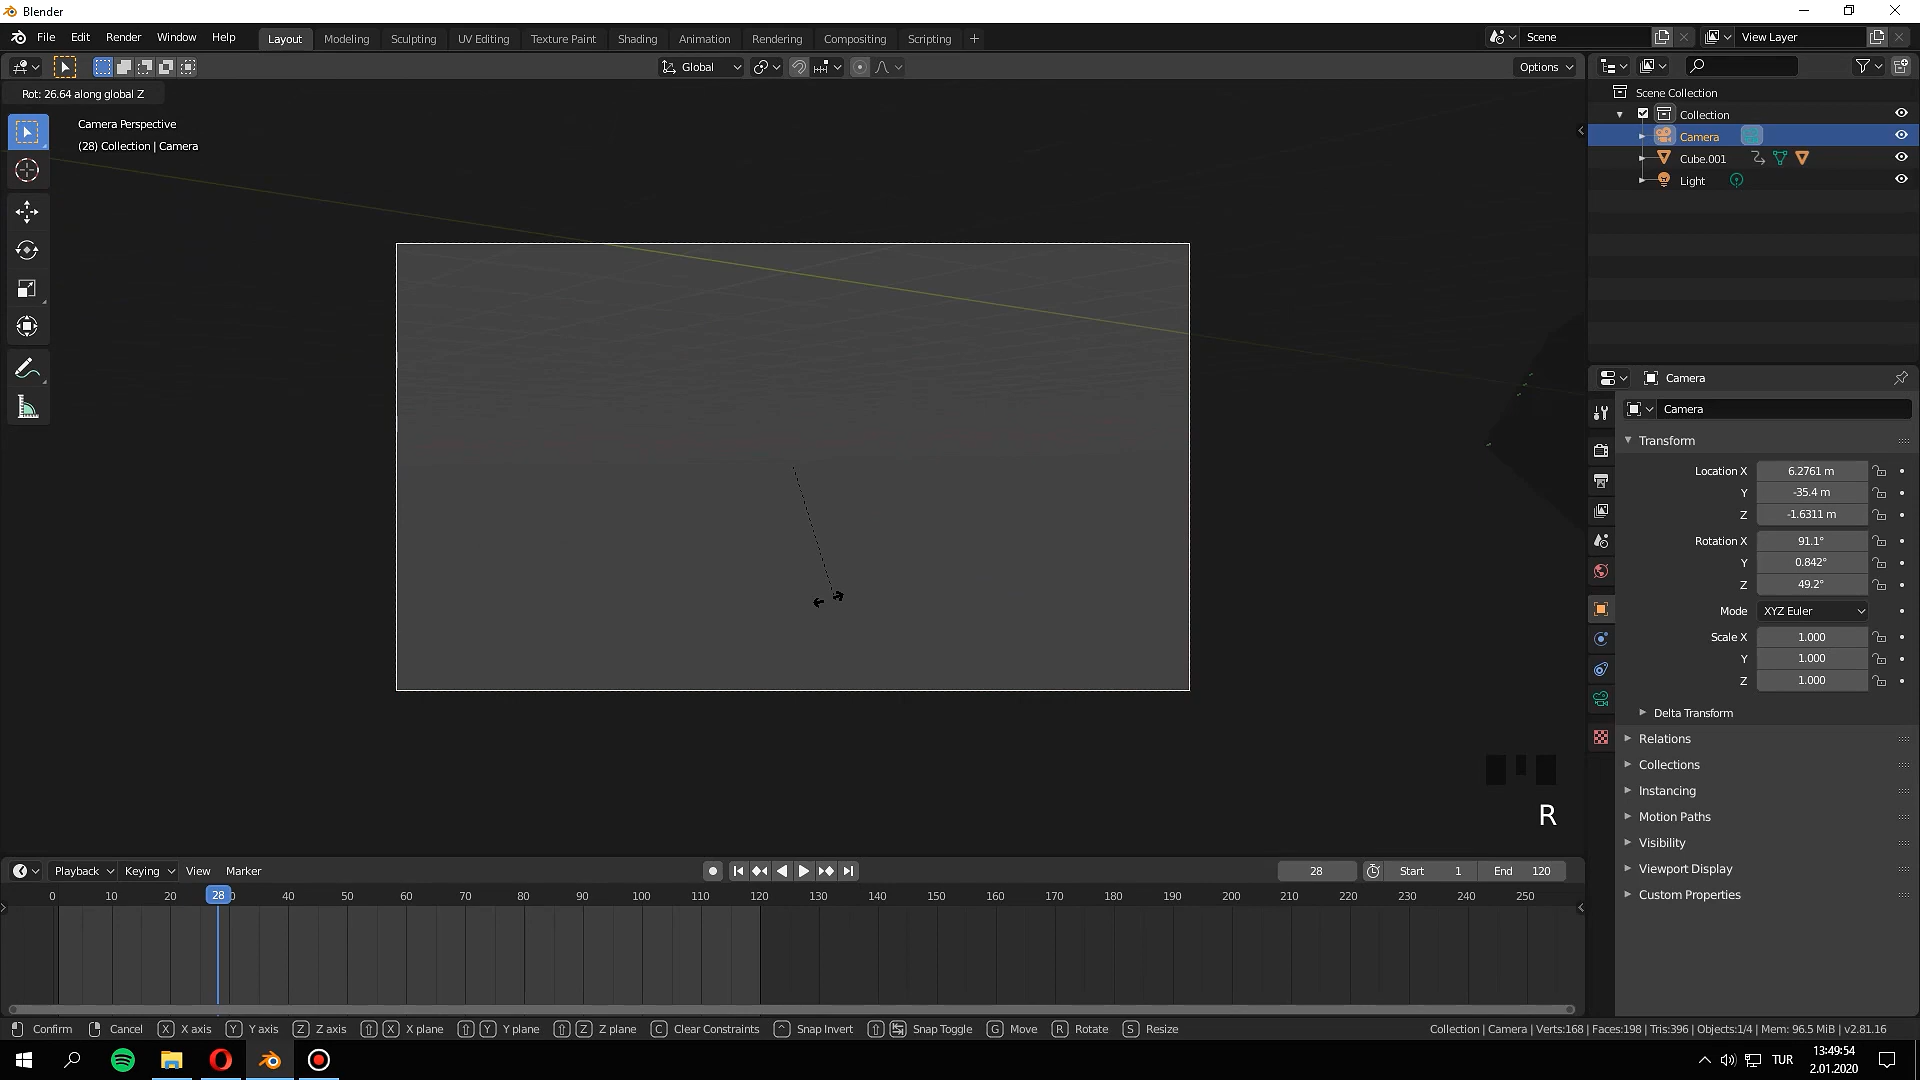 Blender
File Edit Render Window Help Layout Modeling Sculpting UV Editing Texture Paint Shading Animation Rendering Compositing Scripting + Scene View Layer
Global Options
Rot: 26.64 along global Z
Camera Perspective
(28) Collection | Camera
Scene Collection
Collection
Camera
Cube.001
Light
Camera
Camera
Transform
Location X 6.2761 m
Y -35.4 m
Z -1.6311 m
Rotation X 91.1°
Y 0.842°
Z 49.2°
Mode XYZ Euler
Scale X 1.000
Y 1.000
Z 1.000
Delta Transform
Relations
Collections
Instancing
Motion Paths
Visibility
Viewport Display
Custom Properties
R
Playback Keying View Marker 28 Start 1 End 120
0 10 20 28 0 40 50 60 70 80 90 100 110 120 130 140 150 160 170 180 190 200 210 220 230 240 250
Confirm Cancel X X axis Y Y axis Z Z axis X X plane Y Y plane Z Z plane C Clear Constraints Snap Invert Snap Toggle G Move R Rotate S Resize Collection | Camera | Verts:168 | Faces:198 | Tris:396 | Objects:1/4 | Mem: 96.5 MiB | v2.81.16
TUR 13:49:54
2.01.2020